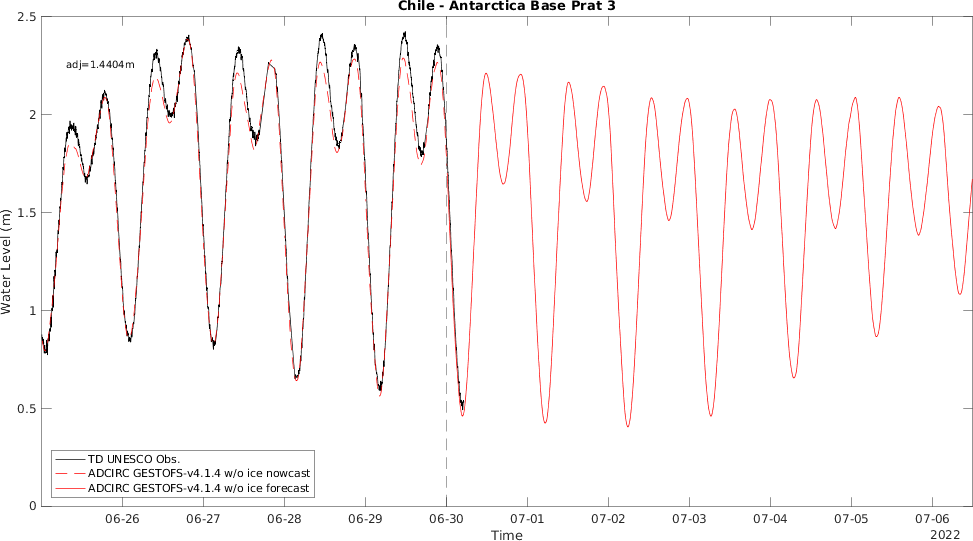 Chile - Antarctica Base Prat 3
2.5
2
1.5
1
0.5
0
Water Level (m)
adj=1.4404m
TD UNESCO Obs.
ADCIRC GESTOFS-v4.1.4 w/o ice nowcast
ADCIRC GESTOFS-v4.1.4 w/o ice forecast
06-26 06-27 06-28 06-29 06-30 07-01 07-02 07-03 07-04 07-05 07-06
Time
2022